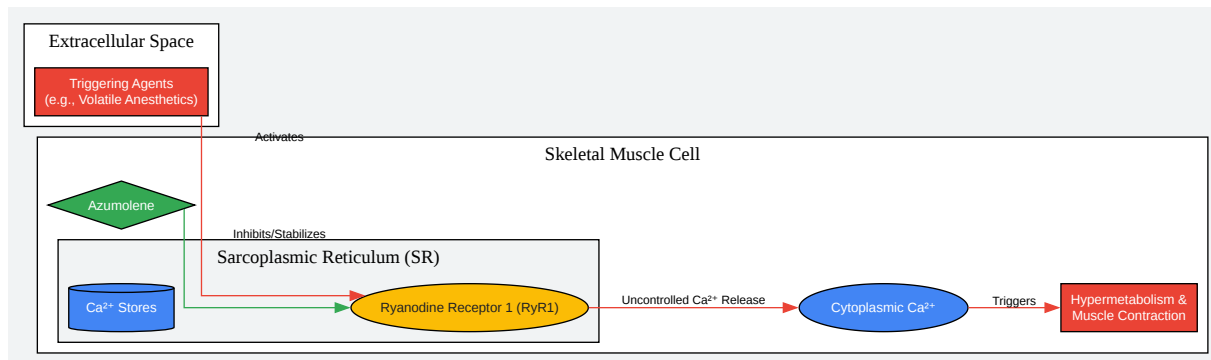 Extracellular Space
Triggering Agents
(e.g., Volatile Anesthetics)
Activates
Skeletal Muscle Cell
Azumolene
Inhibits/Stabilizes
Sarcoplasmic Reticulum (SR)
Ca²⁺ Stores
Ryanodine Receptor 1 (RyR1)
Uncontrolled Ca²⁺ Release
Cytoplasmic Ca²⁺
Triggers
Hypermetabolism &
Muscle Contraction